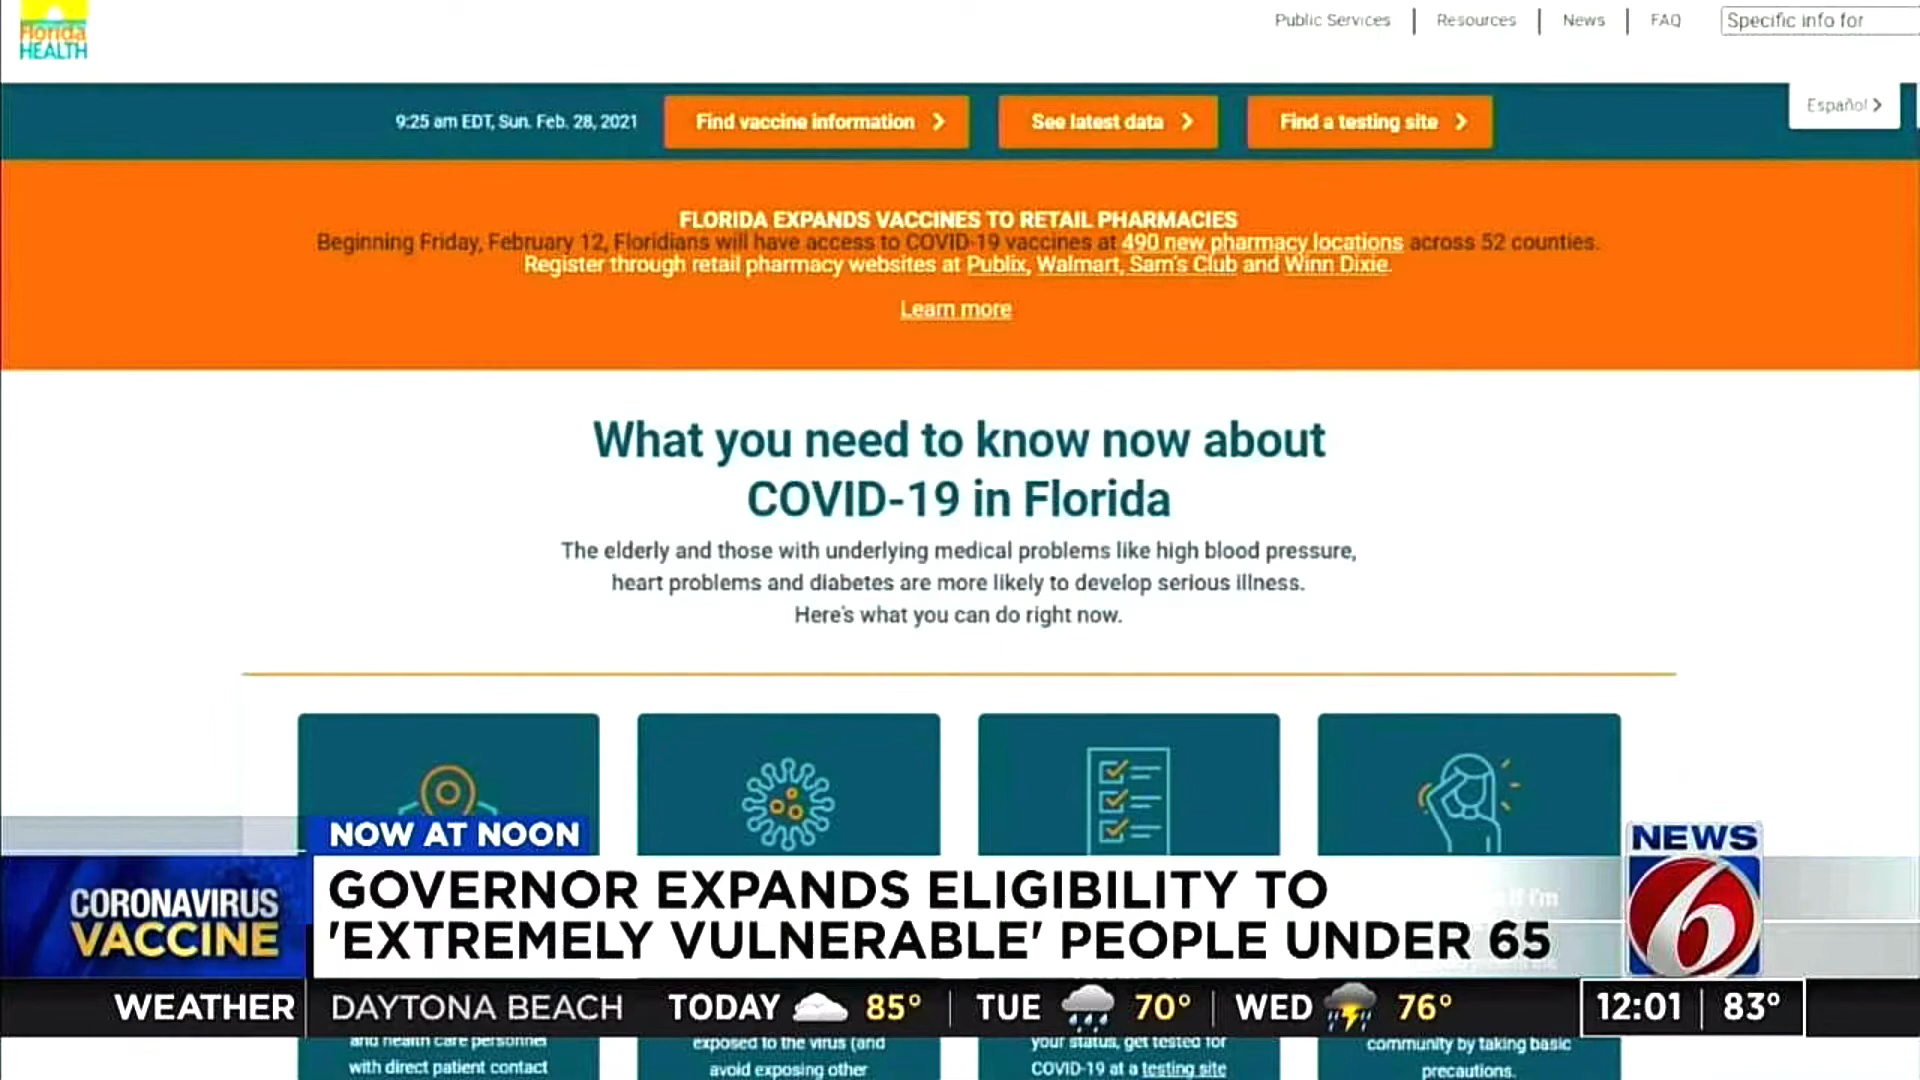 Florida
HEALTH
Public Services | Resources | News | FAQ
Specific info for
9:25 am EDT, Sun. Feb. 28, 2021
Find vaccine information
See latest data
Find a testing site
Español
FLORIDA EXPANDS VACCINES TO RETAIL PHARMACIES
Beginning Friday, February 12, Floridians will have access to COVID-19 vaccines at 490 new pharmacy locations across 52 counties.
Register through retail pharmacy websites at Publix, Walmart, Sam's Club and Winn Dixie.
Learn more
What you need to know now about
COVID-19 in Florida
The elderly and those with underlying medical problems like high blood pressure,
heart problems and diabetes are more likely to develop serious illness.
Here's what you can do right now.
NOW AT NOON
CORONAVIRUS
VACCINE
GOVERNOR EXPANDS ELIGIBILITY TO
'EXTREMELY VULNERABLE' PEOPLE UNDER 65
if I'm
NEWS
6
WEATHER
DAYTONA BEACH TODAY 85° | TUE 70° | WED 76°
12:01 | 83°
and health care personnel
with direct patient contact
exposed to the virus (and
avoid exposing other
your status, get tested for
COVID-19 at a testing site
community by taking basic
precautions.